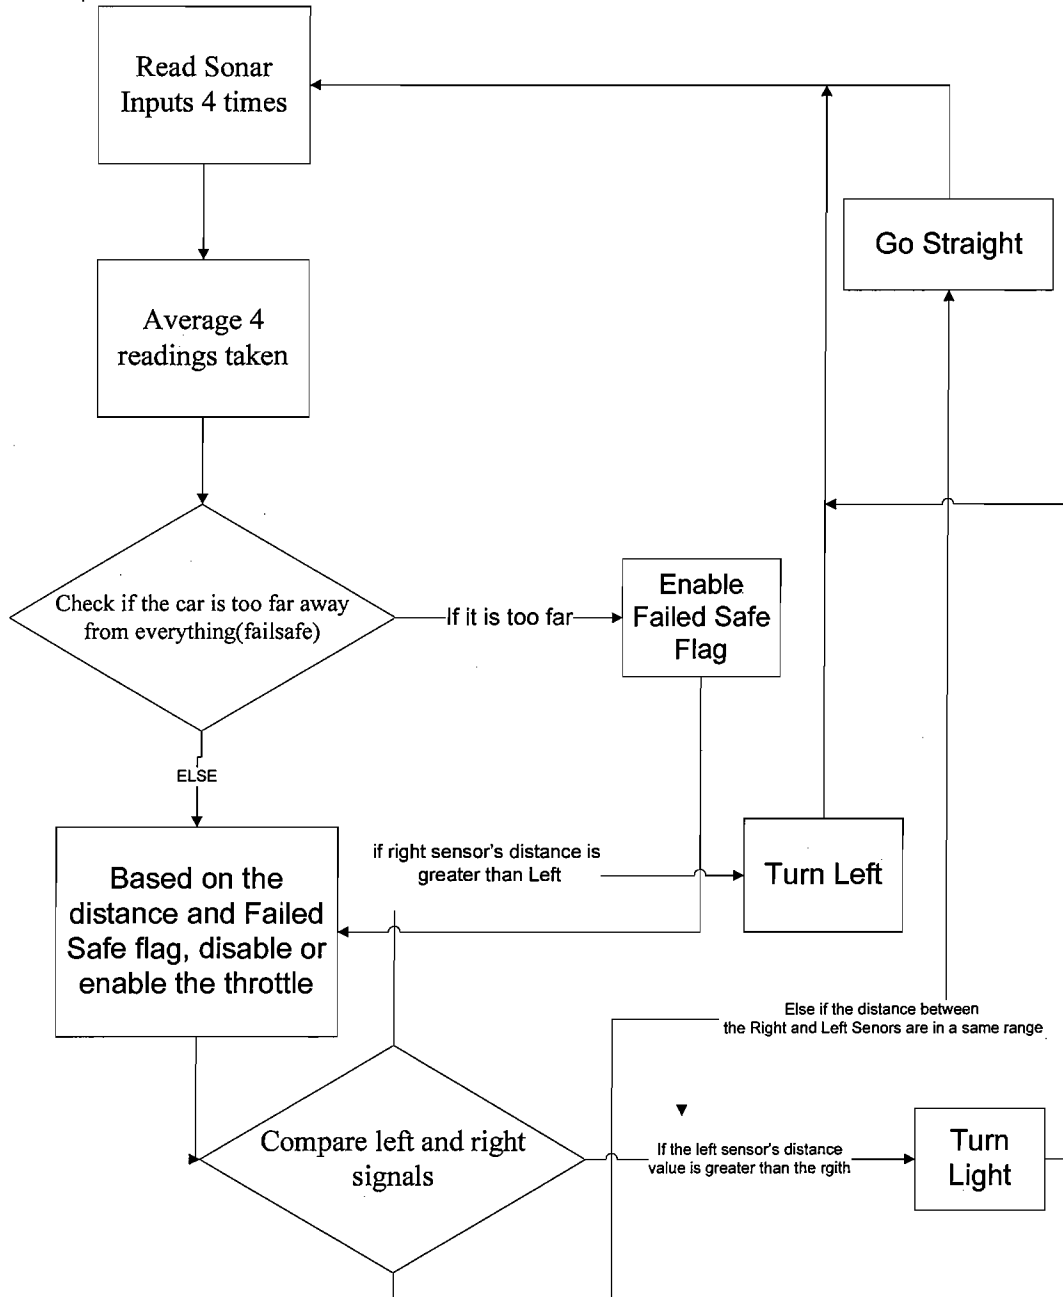 Read Sonar
Inputs 4 times
Go Straight
Average 4
readings taken
Check if the car is too far away
from everything(failsafe)
If it is too far
Enable
Failed Safe
Flag
ELSE
Based on the
distance and Failed
Safe flag, disable or
enable the throttle
if right sensor's distance is
greater than Left
Turn Left
Else if the distance between
the Right and Left Senors are in a same range
Compare left and right
signals
If the left sensor's distance
value is greater than the rgith
Turn
Light